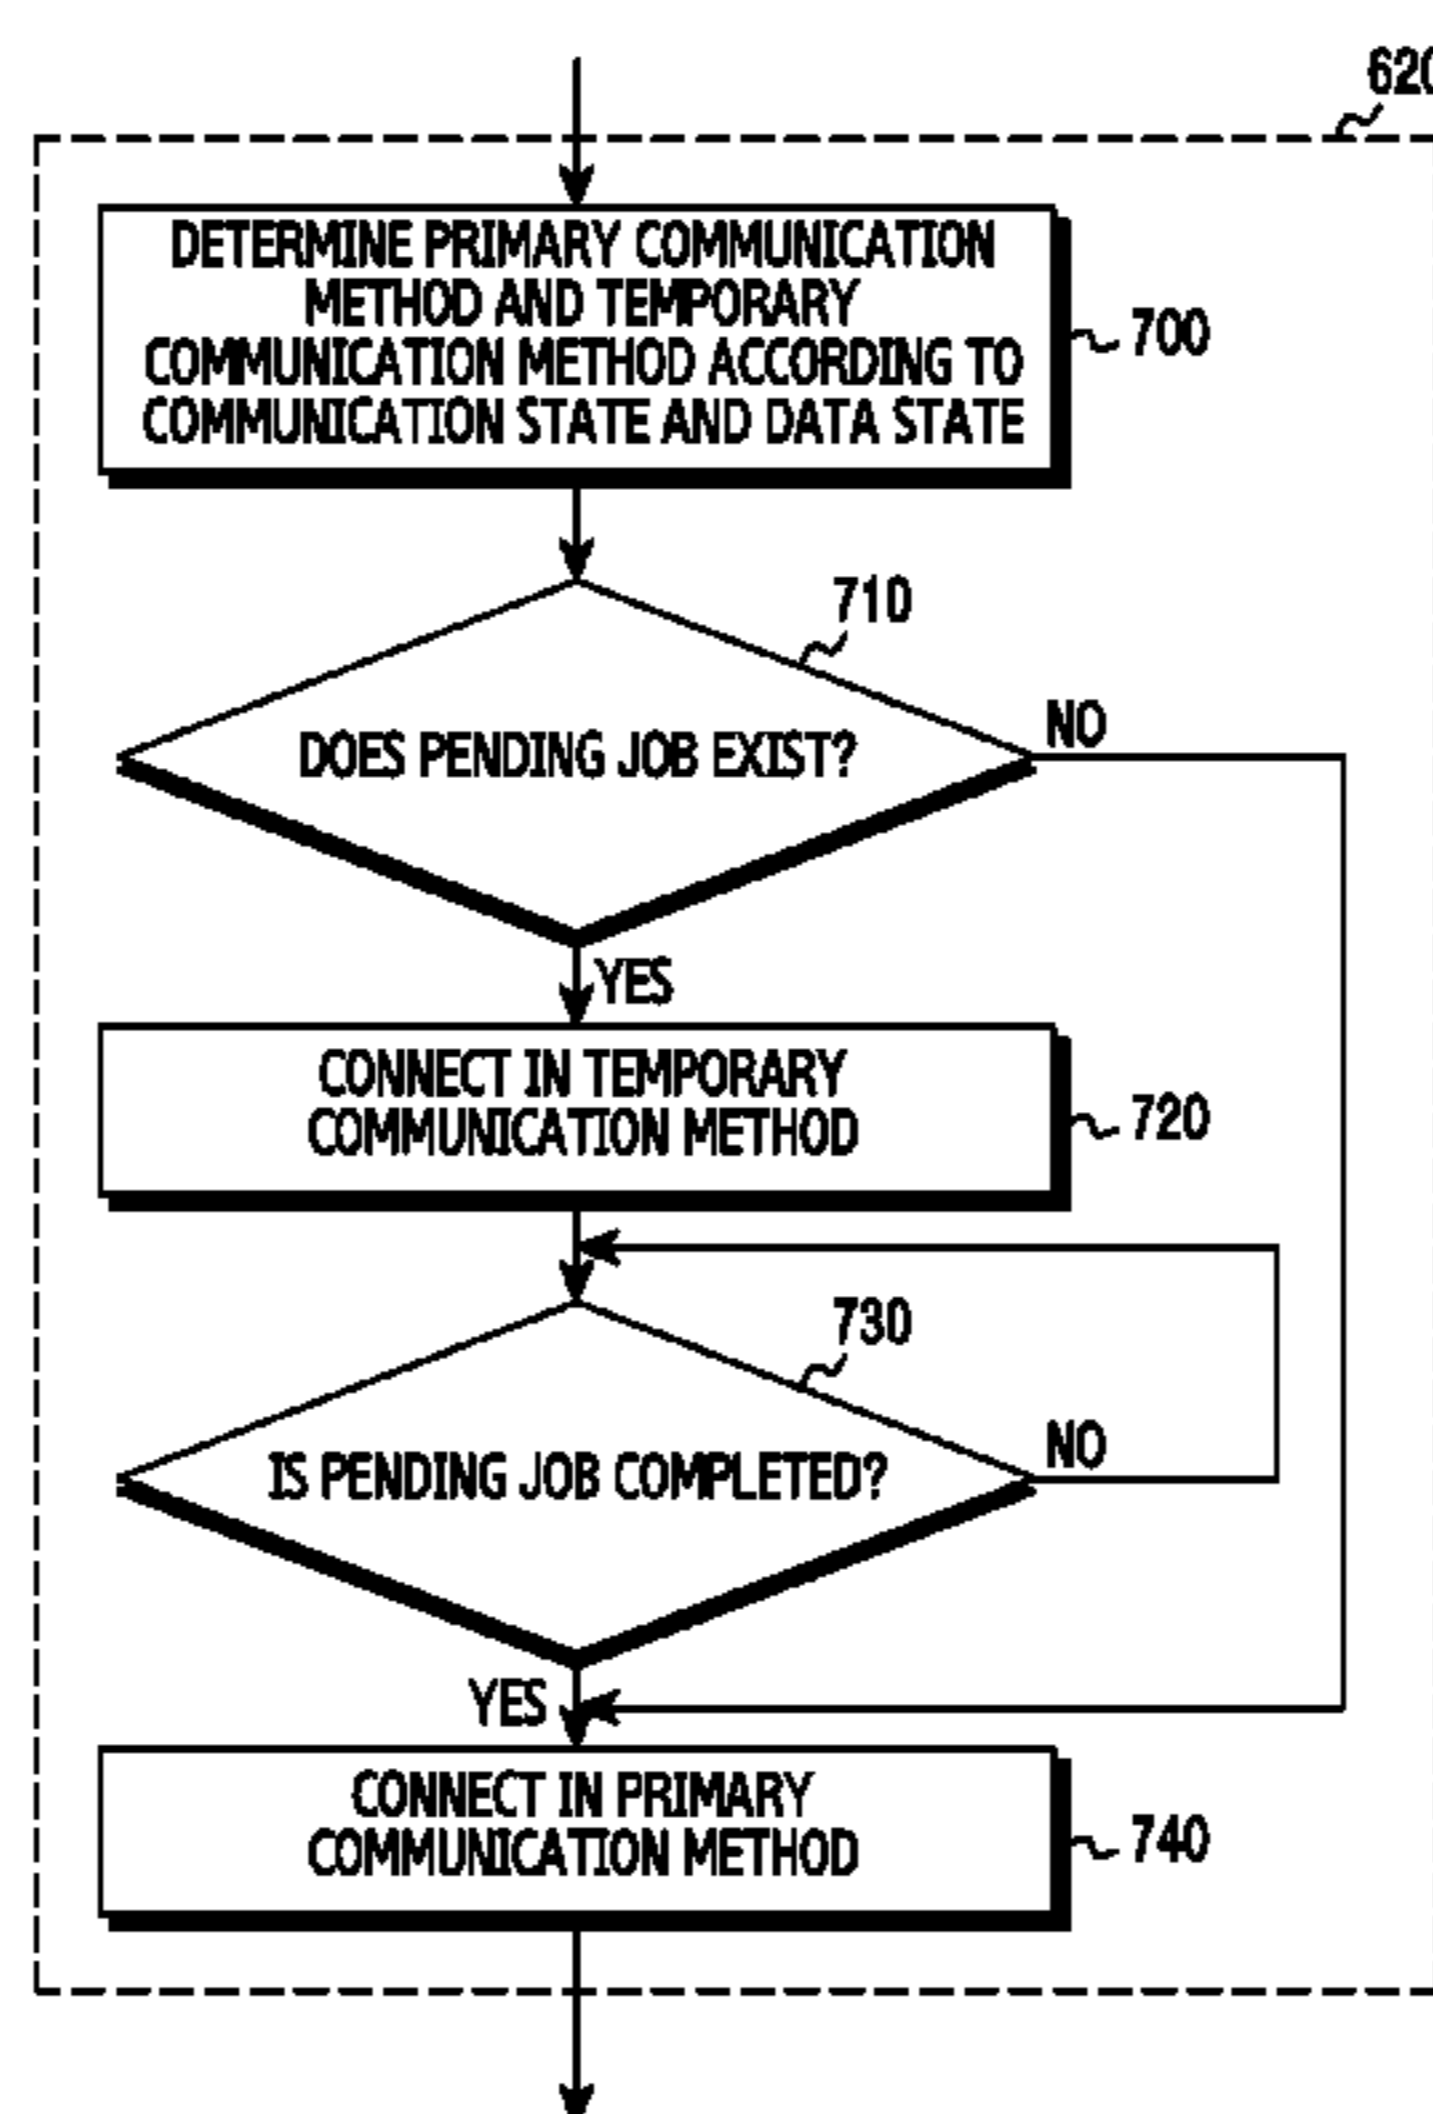 620
DETERMINE PRIMARY COMMUNICATION
METHOD AND TEMPORARY
COMMUNICATION METHOD ACCORDING TO
COMMUNICATION STATE AND DATA STATE
700
710
DOES PENDING JOB EXIST?
NO
YES
CONNECT IN TEMPORARY
COMMUNICATION METHOD
720
730
IS PENDING JOB COMPLETED?
NO
YES
CONNECT IN PRIMARY
COMMUNICATION METHOD
740